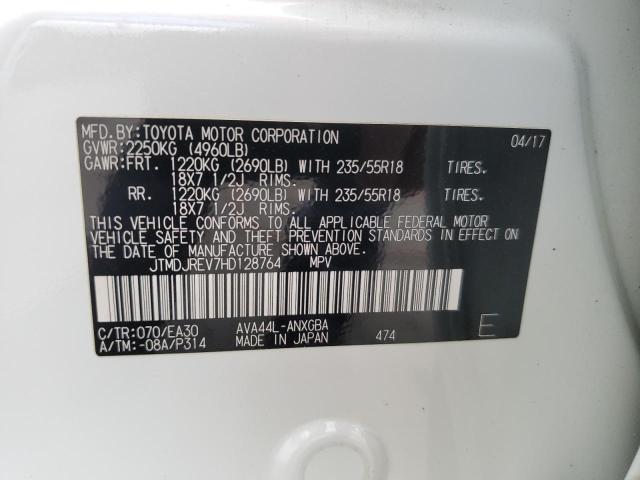 MFD.BY:TOYOTA MOTOR CORPORATION 04/17
GVWR:2250KG (4960LB)
GAWR:FRT. 1220KG (2690LB) WITH 235/55R18 TIRES.
18X7 1/2J RIMS.
RR. 1220KG (2690LB) WITH 235/55R18 TIRES.
18X7 1/2J RIMS.
THIS VEHICLE CONFORMS TO ALL APPLICABLE FEDERAL MOTOR
VEHICLE SAFETY AND THEFT PREVENTION STANDARDS IN EFFECT ON
THE DATE OF MANUFACTURE SHOWN ABOVE.
JTMDJREV7HD128764 MPV
C/TR:070/EA30 AVA44L-ANXGBA E
A/TM:-08A/P314 MADE IN JAPAN 474